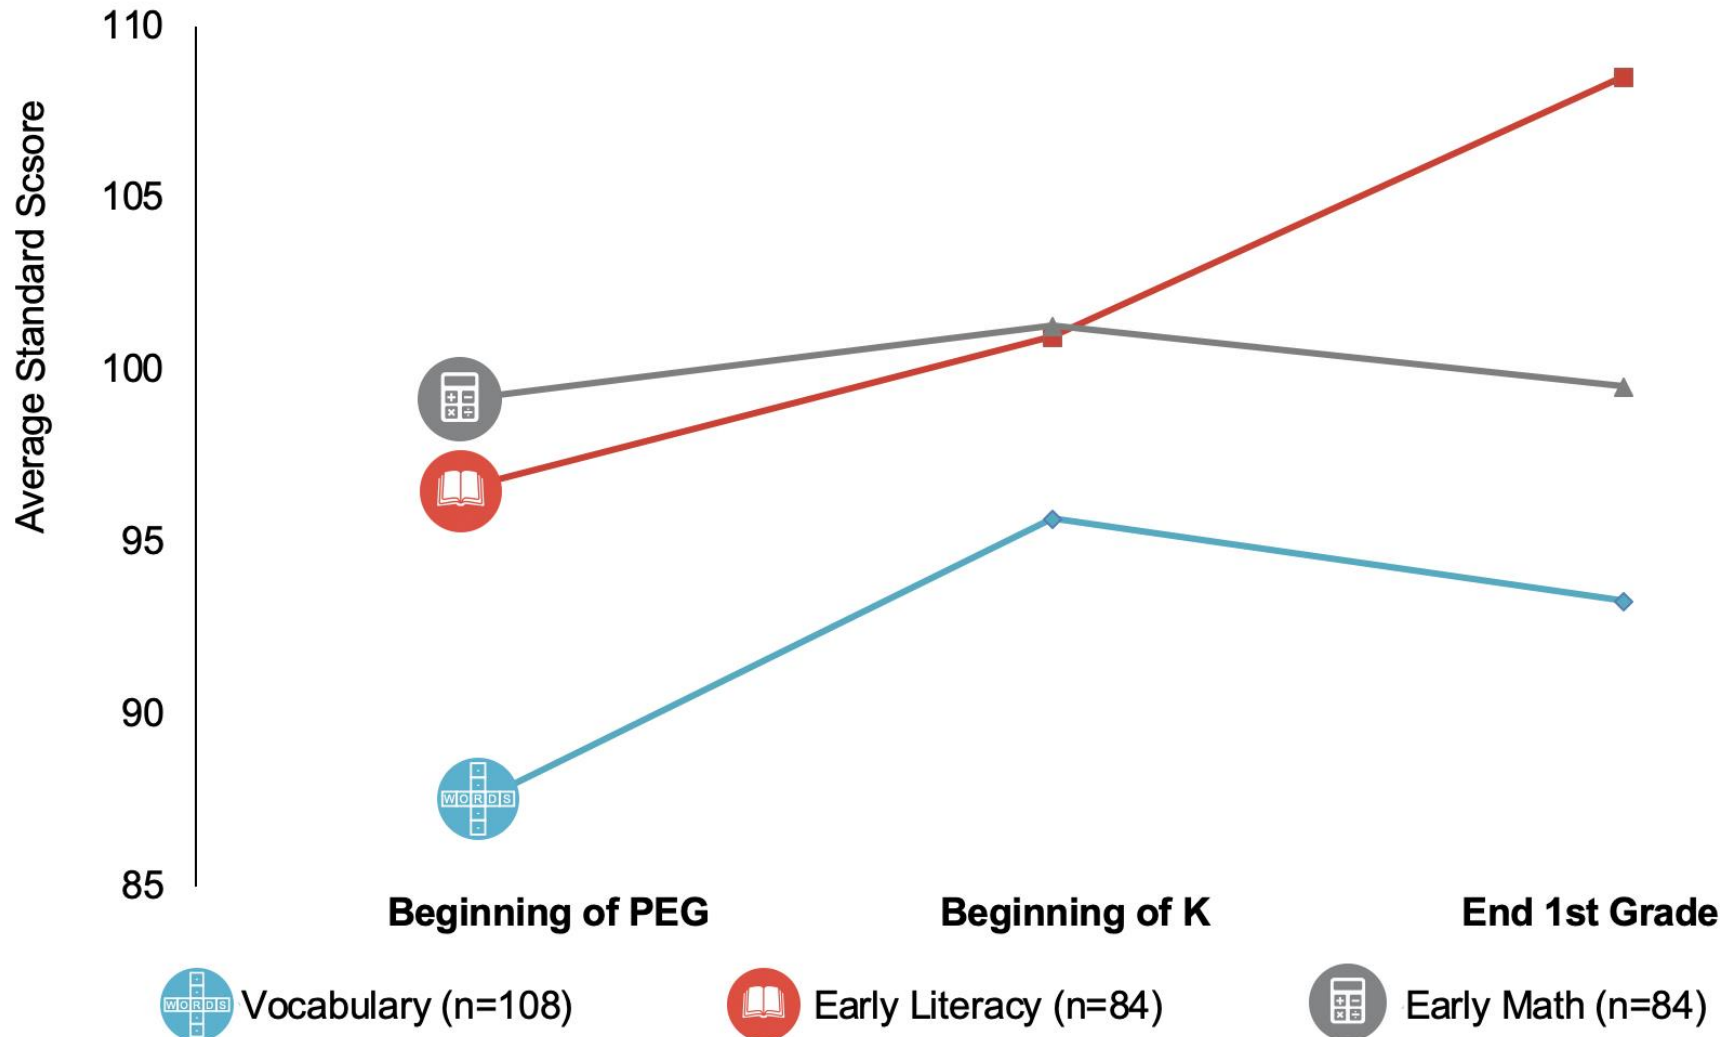 110
105
100
95
90
85
Average Standard Scsore
WORDS
Beginning of PEG
Beginning of K
End 1st Grade
WORDS
Vocabulary (n=108)
Early Literacy (n=84)
Early Math (n=84)